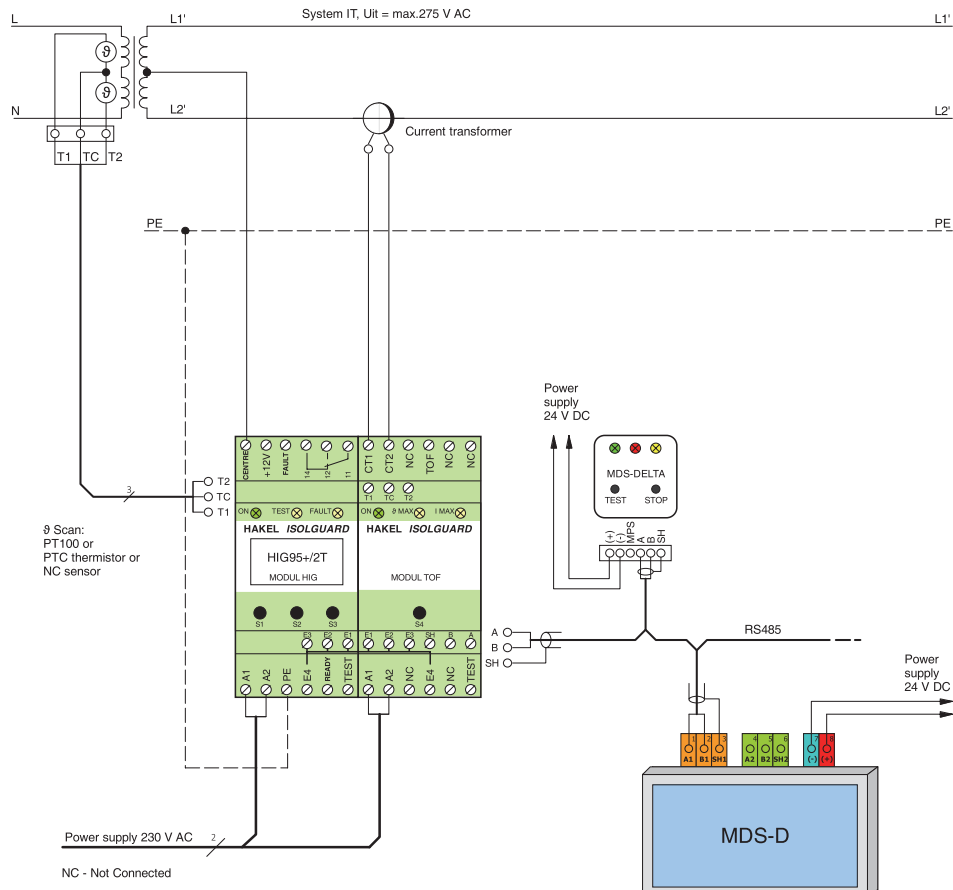 L
L1'
System IT, Uit = max.275 V AC
L1'
ϑ
ϑ
N
L2'
L2'
Current transformer
T1 TC T2
PE
PE
Power
supply
24 V DC
CENTRE +12V FAULT 14 12 11 CT1 CT2 NC TOF NC NC
MDS-DELTA
TEST STOP
T2
TC
T1
3
T1 TC T2
ON TEST FAULT ON ϑ MAX I MAX
HAKEL ISOLGUARD HAKEL ISOLGUARD
(+) (-) MPS A B SH
ϑ Scan:
PT100 or
PTC thermistor or
NC sensor
HIG95+/2T
MODUL HIG
MODUL TOF
S1 S2 S3 S4
E3 E2 E1 E1 E2 E3 SH B A
A
B
SH
RS485
A1 A2 PE E4 READY TEST A1 A2 NC E4 NC TEST
Power
supply
24 V DC
1 2 3 4 5 6 7 8
A1 B1 SH1 A2 B2 SH2 (-) (+)
MDS-D
Power supply 230 V AC 2
NC - Not Connected